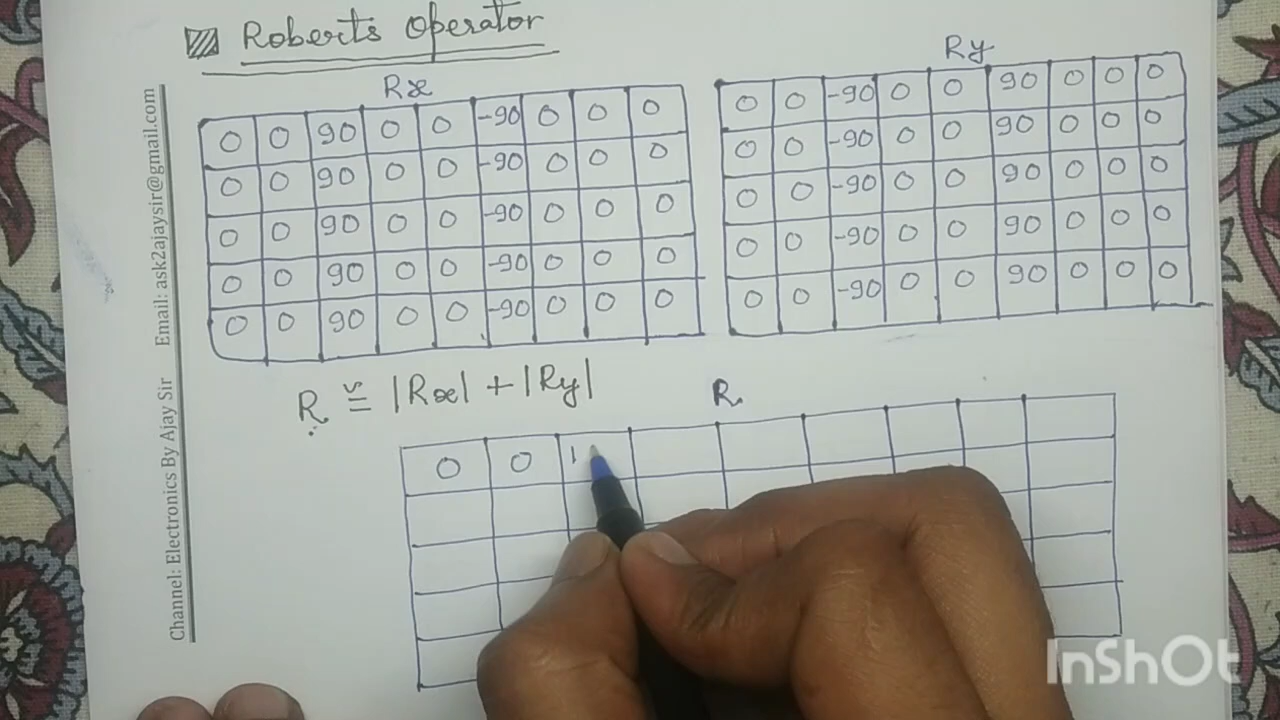 Roberts Operator
Rx
0 0 90 0 0 -90 0 0 0
0 0 90 0 0 -90 0 0 0
0 0 90 0 0 -90 0 0 0
0 0 90 0 0 -90 0 0 0
0 0 90 0 0 -90 0 0 0
Ry
0 0 -90 0 0 90 0 0 0
0 0 -90 0 0 90 0 0 0
0 0 -90 0 0 90 0 0 0
0 0 -90 0 0 90 0 0 0
0 0 -90 0 0 90 0 0 0
R ≅ |Rx| + |Ry|
R
0 0 1
Channel: Electronics By Ajay Sir Email: ask2ajaysir@gmail.com
InShOt